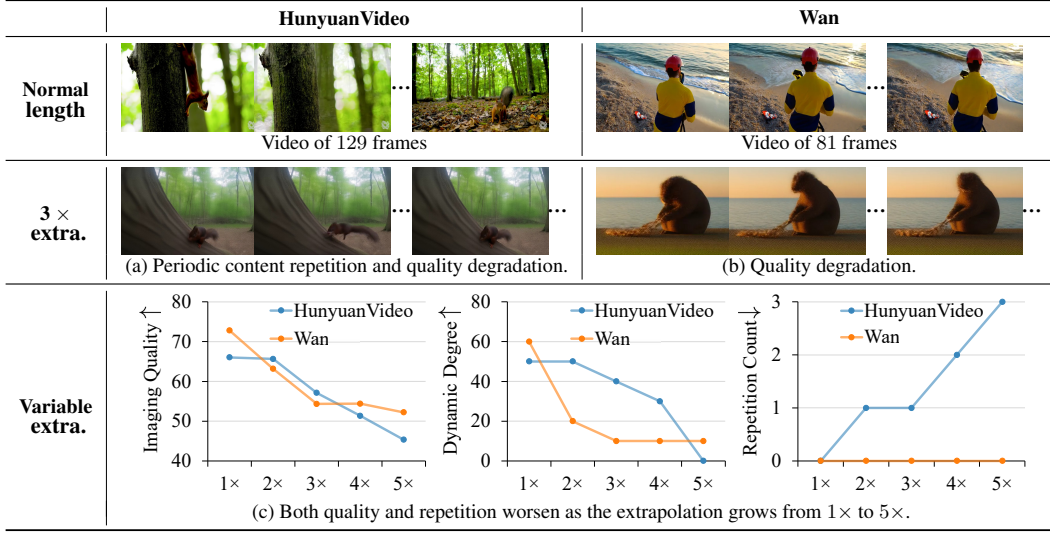 HunyuanVideo
Wan
Normal
length
...
...
Video of 129 frames
Video of 81 frames
3 ×
extra.
...
...
...
...
(a) Periodic content repetition and quality degradation.
(b) Quality degradation.
Variable
extra.
Imaging Quality ↑
80
70
60
50
40
HunyuanVideo
Wan
1× 2× 3× 4× 5×
Dynamic Degree ↑
80
60
40
20
0
HunyuanVideo
Wan
1× 2× 3× 4× 5×
Repetition Count ↓
3
2
1
0
HunyuanVideo
Wan
1× 2× 3× 4× 5×
(c) Both quality and repetition worsen as the extrapolation grows from 1× to 5×.